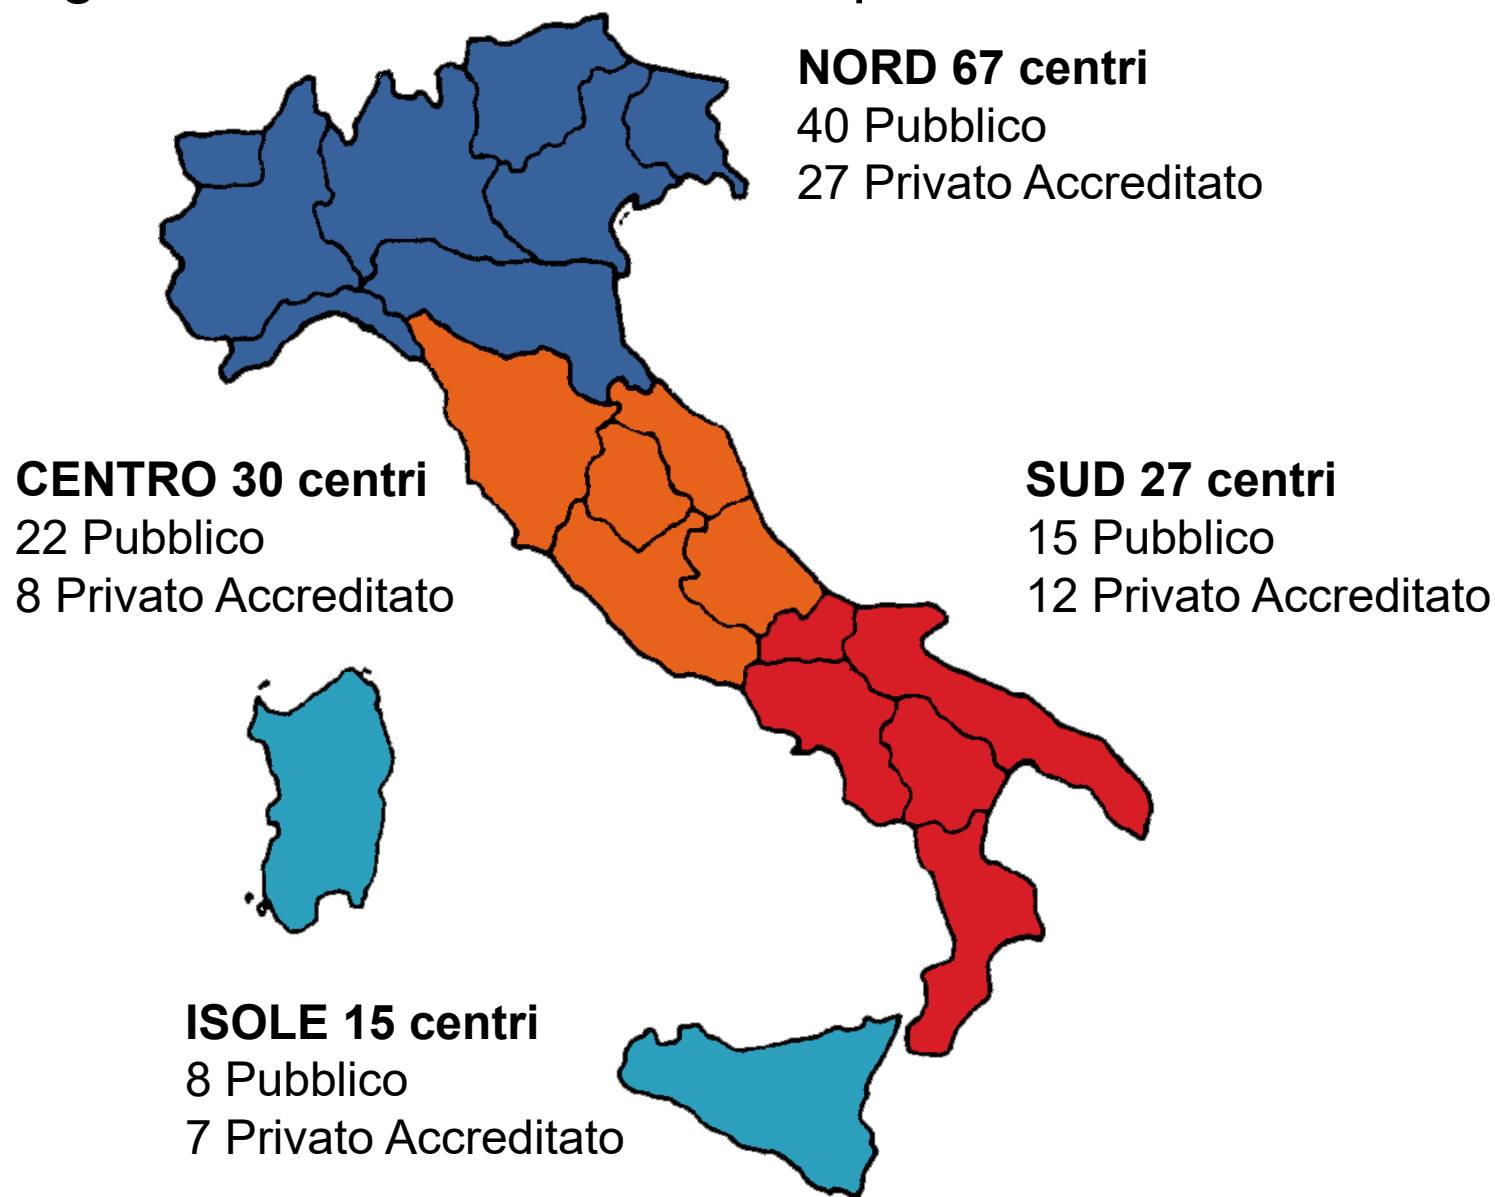 NORD 67 centri
40 Pubblico
27 Privato Accreditato
CENTRO 30 centri
22 Pubblico
8 Privato Accreditato
SUD 27 centri
15 Pubblico
12 Privato Accreditato
ISOLE 15 centri
8 Pubblico
7 Privato Accreditato